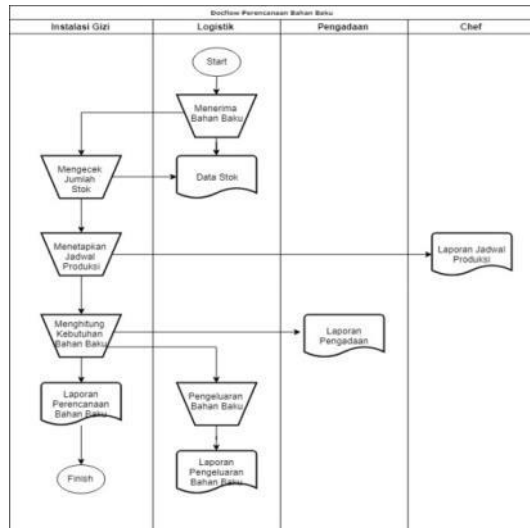 Docflow Perencanaan Bahan Baku
Instalasi Gizi
Logistik
Pengadaan
Chef
Start
Menerima
Bahan Baku
Mengecek
Jumlah
Stok
Data Stok
Menetapkan
Jadwal
Produksi
Laporan Jadwal
Produksi
Menghitung
Kebutuhan
Bahan Baku
Laporan
Pengadaan
Laporan
Perencanaan
Bahan Baku
Pengeluaran
Bahan Baku
Finish
Laporan
Pengeluaran
Bahan Baku